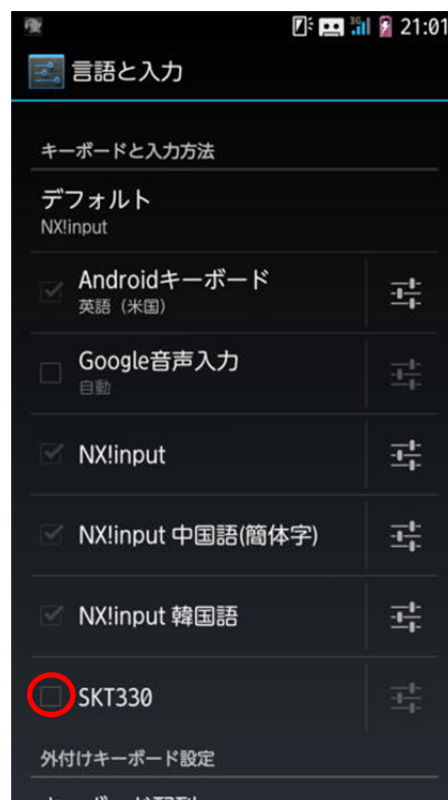 3G 21:01
言語と入力
キーボードと入力方法
デフォルト
NX!input
Androidキーボード
英語（米国）
Google音声入力
自動
NX!input
NX!input 中国語(簡体字)
NX!input 韓国語
SKT330
外付けキーボード設定